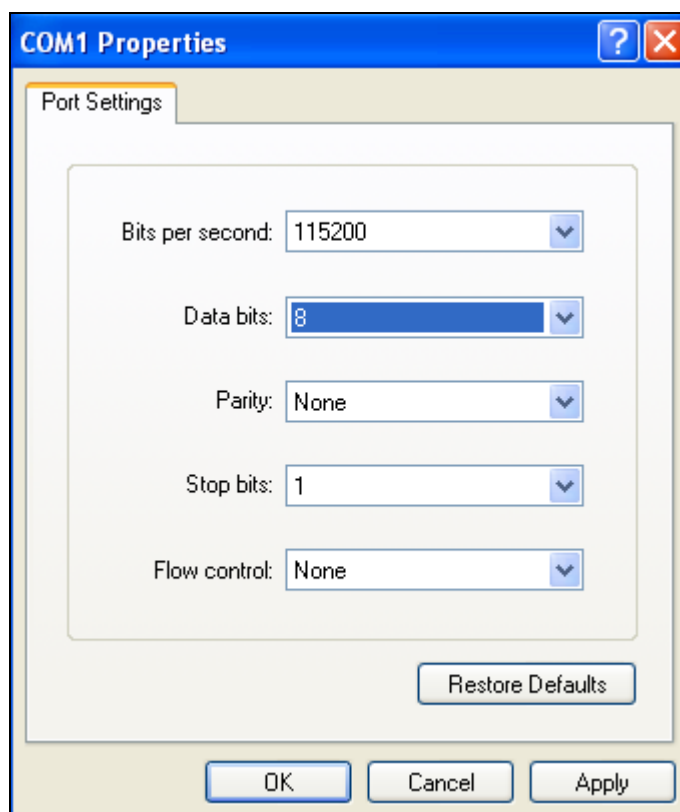 COM1 Properties
Port Settings
Bits per second: 115200
Data bits: 8
Parity: None
Stop bits: 1
Flow control: None
Restore Defaults
OK Cancel Apply